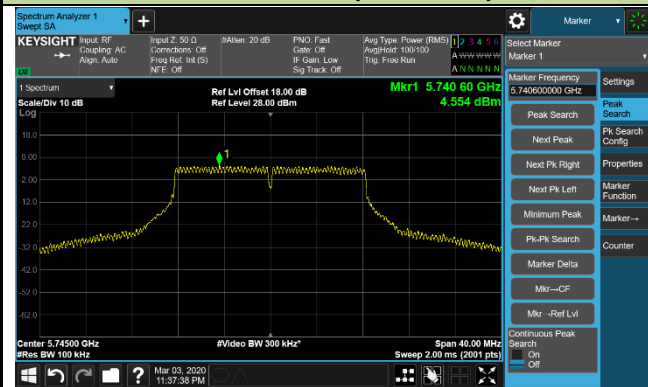 Spectrum Analyzer 1
Swept SA
Marker
KEYSIGHT
Input: RF
Coupling: AC
Align: Auto
Input Z: 50 Ω
Corrections: Off
Freq Ref: Int (S)
NFE: Off
#Atten: 20 dB
PNO: Fast
Gate: Off
IF Gain: Low
Sig Track: Off
Avg Type: Power (RMS)
Avg|Hold: 100/100
Trig: Free Run
1 2 3 4 5 6
A W W W W W
A N N N N N
LXI
Select Marker
Marker 1
1 Spectrum
Scale/Div 10 dB
Log
Ref Lvl Offset 18.00 dB
Ref Level 28.00 dBm
Mkr1 5.740 60 GHz
4.554 dBm
18.0
8.00
-2.00
-12.0
-22.0
-32.0
-42.0
-52.0
-62.0
1
Center 5.74500 GHz
#Res BW 100 kHz
#Video BW 300 kHz*
Span 40.00 MHz
Sweep 2.00 ms (2001 pts)
Marker Frequency
5.740600000 GHz
Peak Search
Next Peak
Next Pk Right
Next Pk Left
Minimum Peak
Pk-Pk Search
Marker Delta
Mkr→CF
Mkr→Ref Lvl
Continuous Peak
Search
On
Off
Settings
Peak
Search
Pk Search
Config
Properties
Marker
Function
Marker→
Counter
Mar 03, 2020
11:37:38 PM